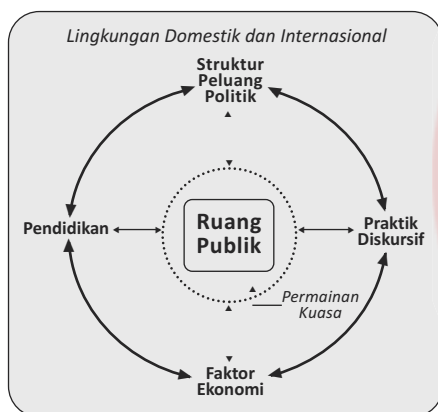 Lingkungan Domestik dan Internasional
Struktur
Peluang
Politik
Pendidikan
Ruang
Publik
Praktik
Diskursif
Permainan
Kuasa
Faktor
Ekonomi